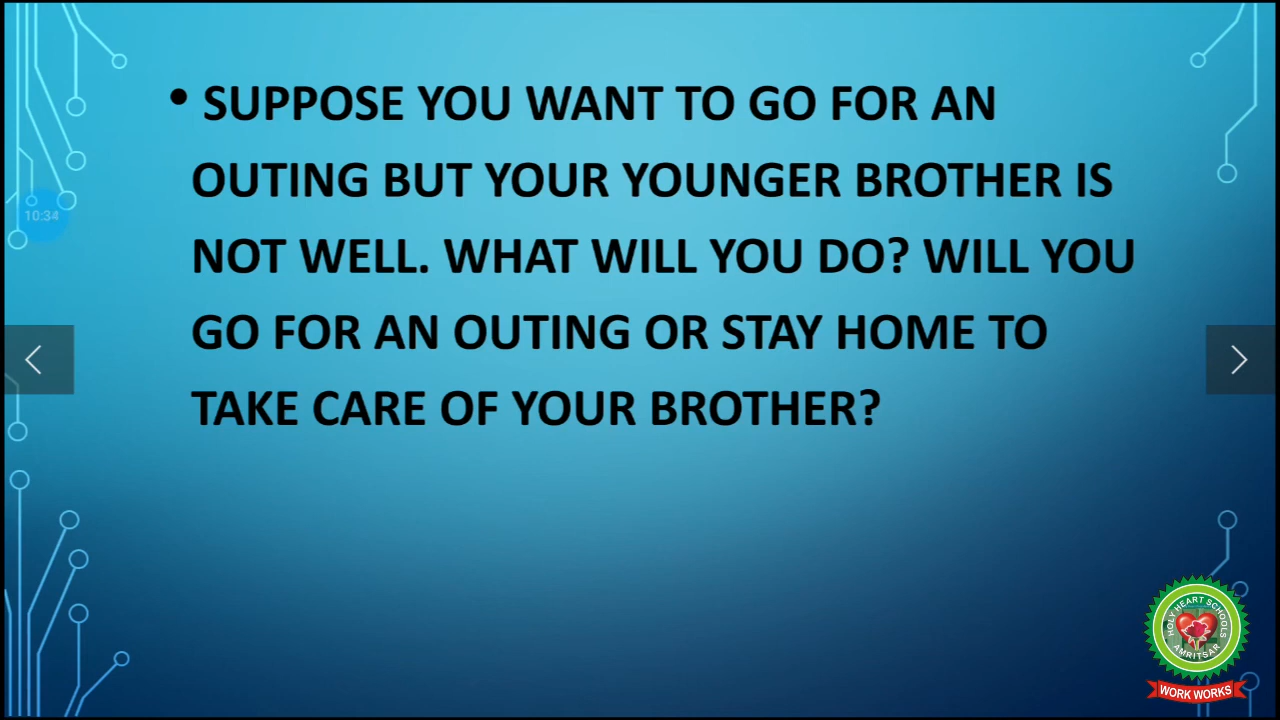 • SUPPOSE YOU WANT TO GO FOR AN
OUTING BUT YOUR YOUNGER BROTHER IS
NOT WELL. WHAT WILL YOU DO? WILL YOU
GO FOR AN OUTING OR STAY HOME TO
TAKE CARE OF YOUR BROTHER?
10:34
HOLY HEART SCHOOLS
AMRITSAR
WORK WORKS